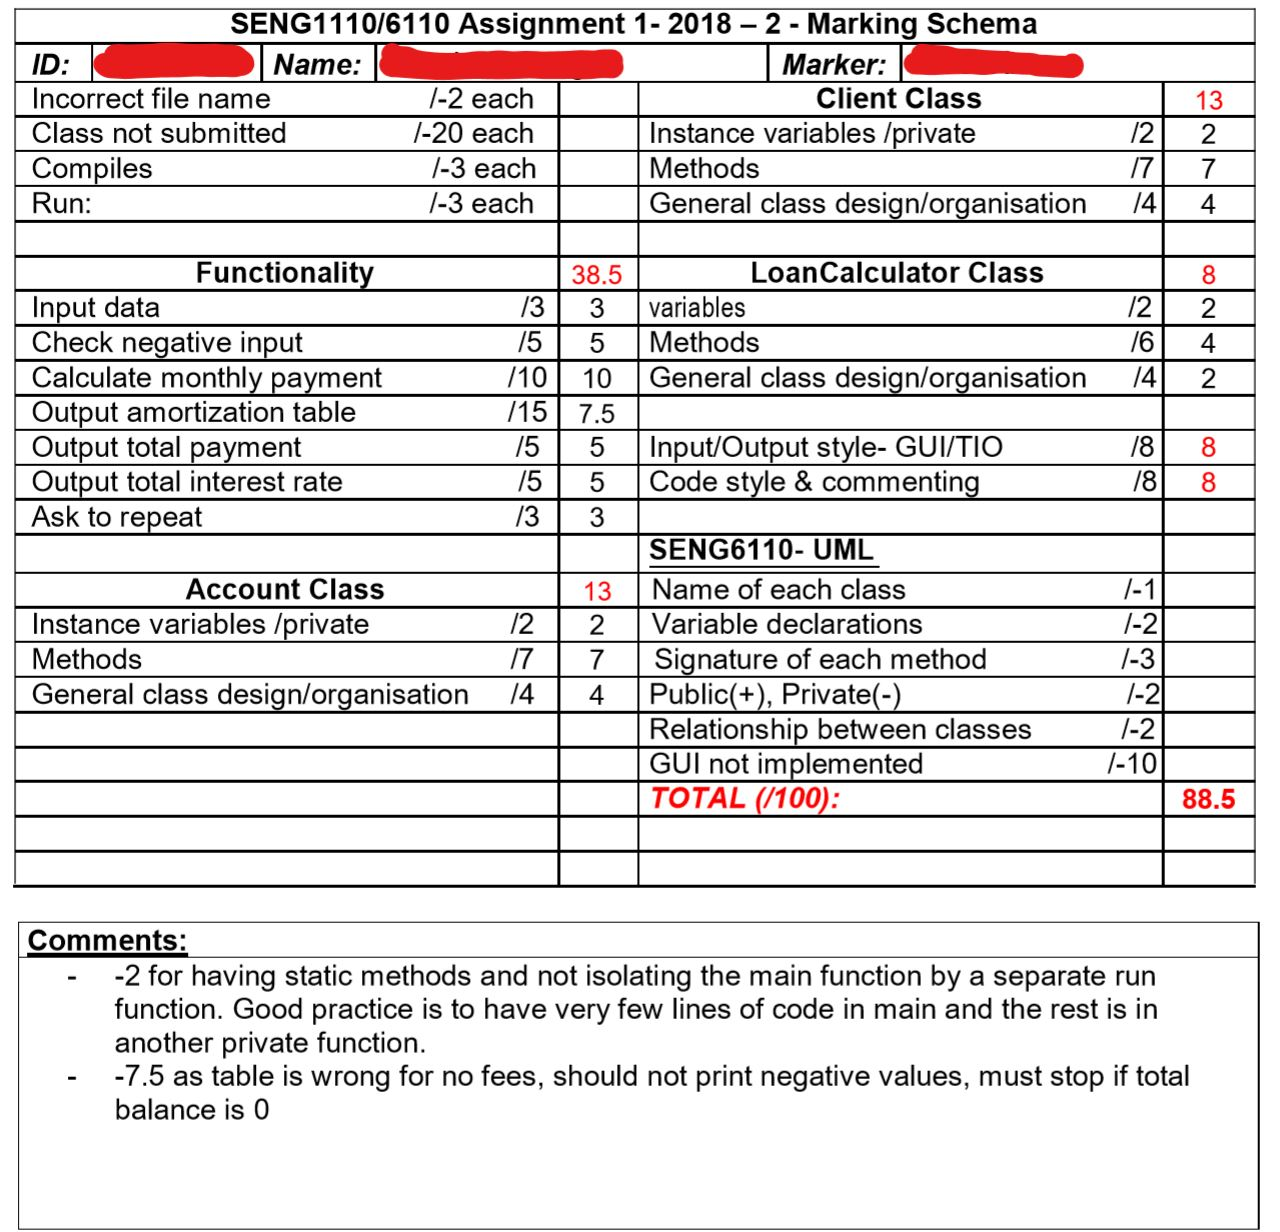 SENG1110/6110 Assignment 1- 2018 – 2 - Marking Schema
ID: Name: Marker:
Incorrect file name /-2 each
Class not submitted /-20 each
Compiles /-3 each
Run: /-3 each
Functionality 38.5
Input data /3 3
Check negative input /5 5
Calculate monthly payment /10 10
Output amortization table /15 7.5
Output total payment /5 5
Output total interest rate /5 5
Ask to repeat /3 3
Account Class 13
Instance variables /private /2 2
Methods /7 7
General class design/organisation /4 4
Client Class 13
Instance variables /private /2 2
Methods /7 7
General class design/organisation /4 4
LoanCalculator Class 8
variables /2 2
Methods /6 4
General class design/organisation /4 2
Input/Output style- GUI/TIO /8 8
Code style & commenting /8 8
SENG6110- UML
Name of each class /-1
Variable declarations /-2
Signature of each method /-3
Public(+), Private(-) /-2
Relationship between classes /-2
GUI not implemented /-10
TOTAL (/100): 88.5
Comments:
- -2 for having static methods and not isolating the main function by a separate run
function. Good practice is to have very few lines of code in main and the rest is in
another private function.
- -7.5 as table is wrong for no fees, should not print negative values, must stop if total
balance is 0